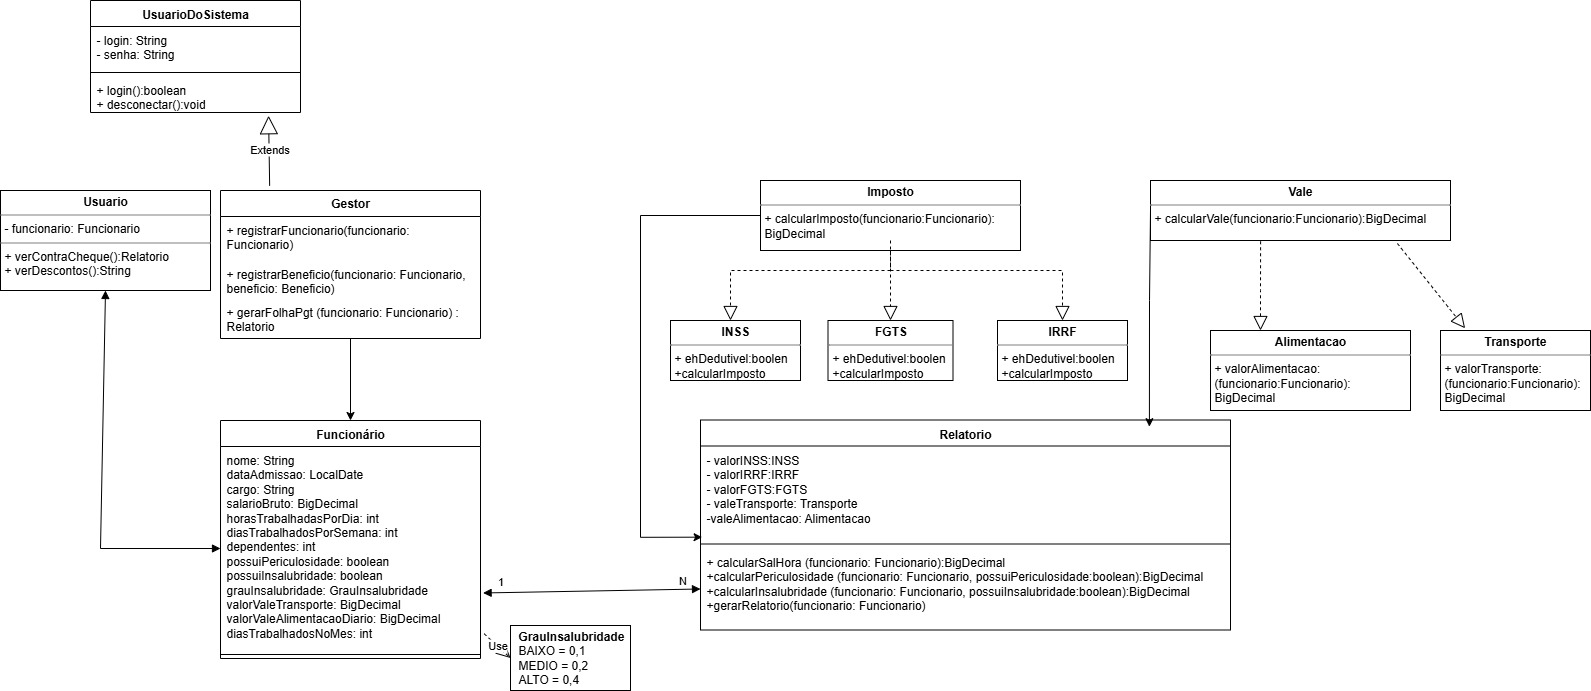 UsuarioDoSistema
- login: String
- senha: String
+ login():boolean
+ desconectar():void
Extends
Usuario
- funcionario: Funcionario
+ verContraCheque():Relatorio
+ verDescontos():String
Gestor
+ registrarFuncionario(funcionario:
Funcionario)
+ registrarBeneficio(funcionario: Funcionario,
beneficio: Beneficio)
+ gerarFolhaPgt (funcionario: Funcionario) :
Relatorio
Imposto
+ calcularImposto(funcionario:Funcionario):
BigDecimal
Vale
+ calcularVale(funcionario:Funcionario):BigDecimal
INSS
+ ehDedutivel:boolen
+calcularImposto
FGTS
+ ehDedutivel:boolen
+calcularImposto
IRRF
+ ehDedutivel:boolen
+calcularImposto
Alimentacao
+ valorAlimentacao:
(funcionario:Funcionario):
BigDecimal
Transporte
+ valorTransporte:
(funcionario:Funcionario):
BigDecimal
Funcionário
nome: String
dataAdmissao: LocalDate
cargo: String
salarioBruto: BigDecimal
horasTrabalhadasPorDia: int
diasTrabalhadosPorSemana: int
dependentes: int
possuiPericulosidade: boolean
possuiInsalubridade: boolean
grauInsalubridade: GrauInsalubridade
valorValeTransporte: BigDecimal
valorValeAlimentacaoDiario: BigDecimal
diasTrabalhadosNoMes: int
1
N
Relatorio
- valorINSS:INSS
- valorIRRF:IRRF
- valorFGTS:FGTS
- valeTransporte: Transporte
-valeAlimentacao: Alimentacao
+ calcularSalHora (funcionario: Funcionario):BigDecimal
+calcularPericulosidade (funcionario: Funcionario, possuiPericulosidade:boolean):BigDecimal
+calcularInsalubridade (funcionario: Funcionario, possuiInsalubridade:boolean):BigDecimal
+gerarRelatorio(funcionario: Funcionario)
Use
GrauInsalubridade
BAIXO = 0,1
MEDIO = 0,2
ALTO = 0,4